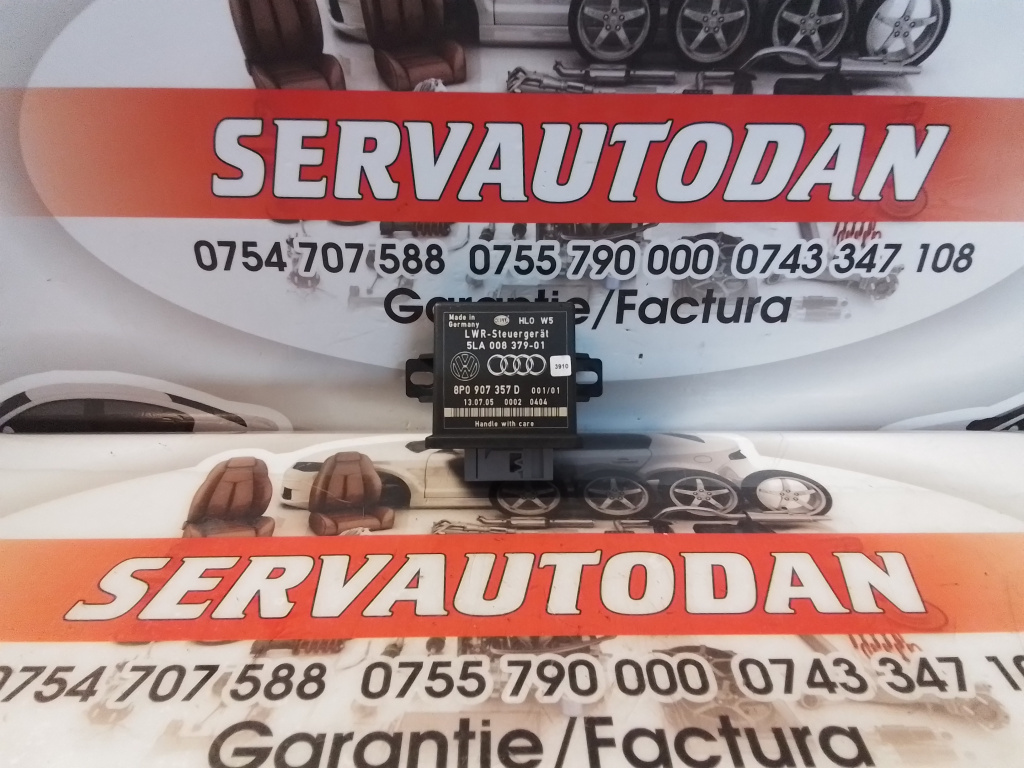 SERVAUTODAN
0754 707 588 0755 790 000 0743 347 108
Garantie/Factura
Made in
Germany
HLO W5
LWR-Steuergerät
5LA 008 379-01
3910
8P0 907 357 D 001/01
13.07.05 0002 0404
Handle with care
SERVAUTODAN
0754 707 588 0755 790 000 0743 347 10
Garantie/Factura